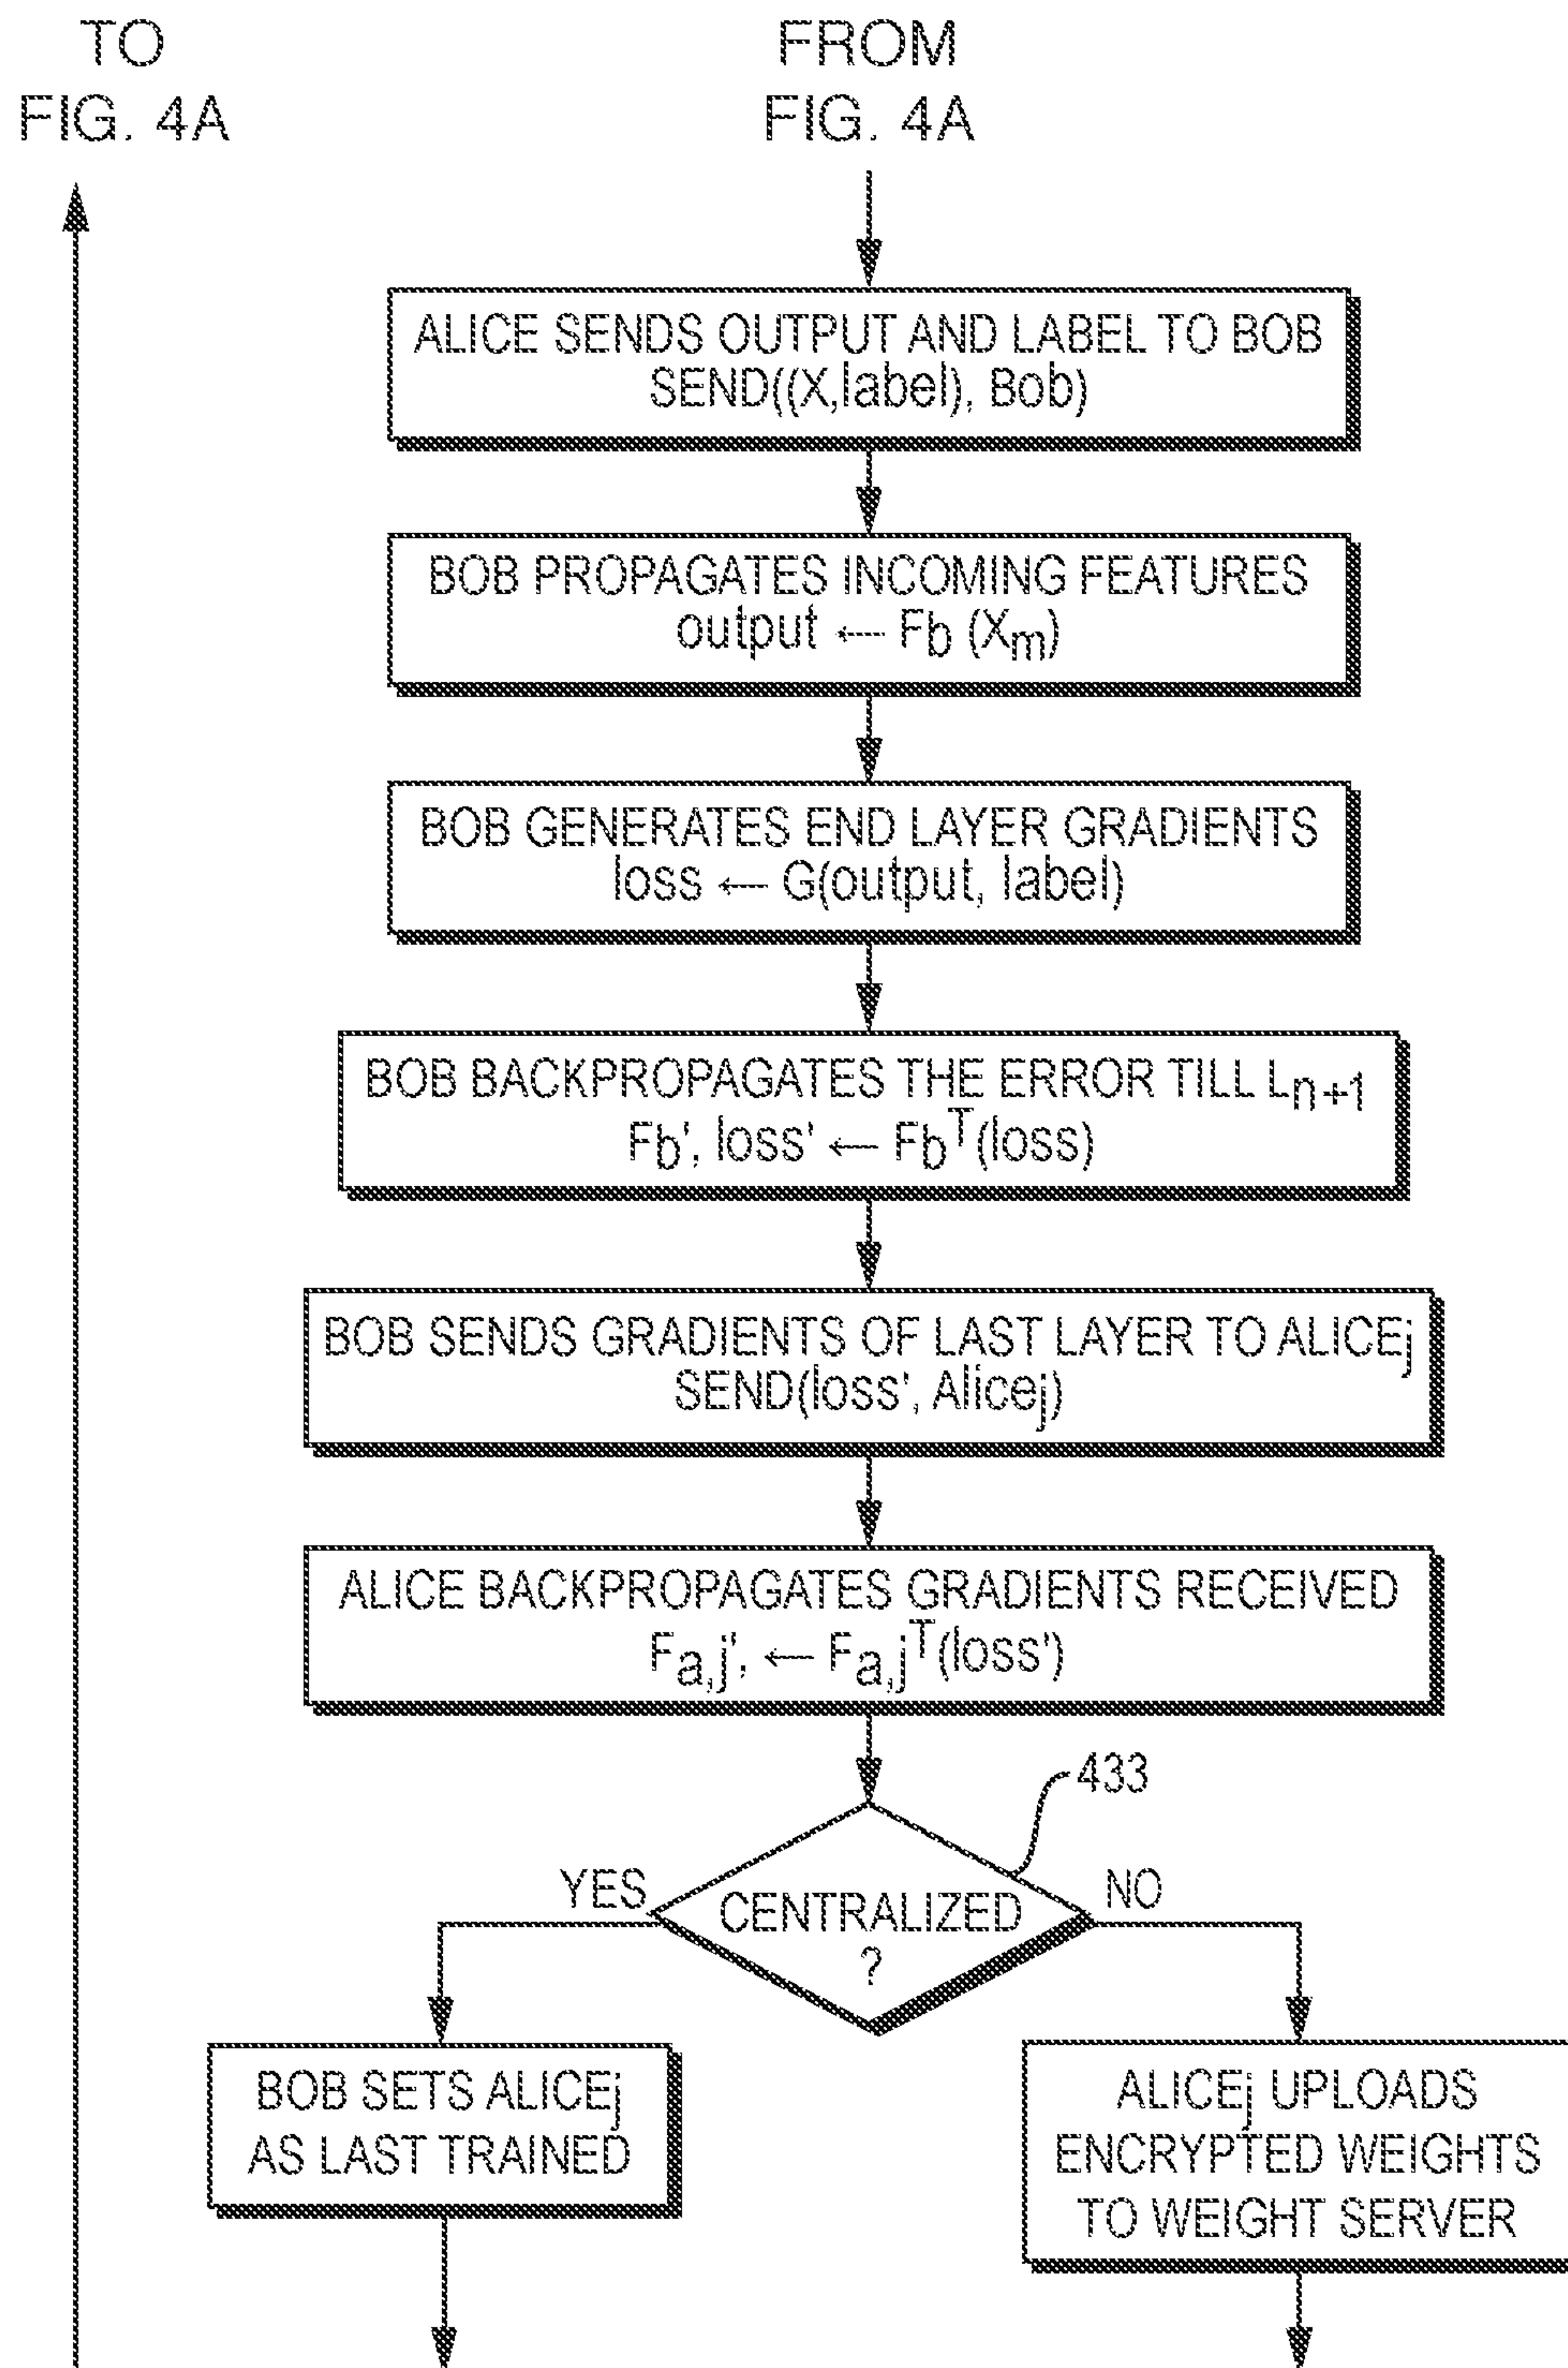 TO
FIG. 4A
FROM
FIG. 4A
ALICE SENDS OUTPUT AND LABEL TO BOB
SEND((X,label), Bob)
BOB PROPAGATES INCOMING FEATURES
output ← Fb (Xm)
BOB GENERATES END LAYER GRADIENTS
loss ← G(output, label)
BOB BACKPROPAGATES THE ERROR TILL Ln+1
Fb', loss' ← FbT(loss)
BOB SENDS GRADIENTS OF LAST LAYER TO ALICEj
SEND(loss', Alicej)
ALICE BACKPROPAGATES GRADIENTS RECEIVED
Fa,j', ← Fa,jT(loss')
433
YES
NO
CENTRALIZED
?
BOB SETS ALICEj
AS LAST TRAINED
ALICEj UPLOADS
ENCRYPTED WEIGHTS
TO WEIGHT SERVER